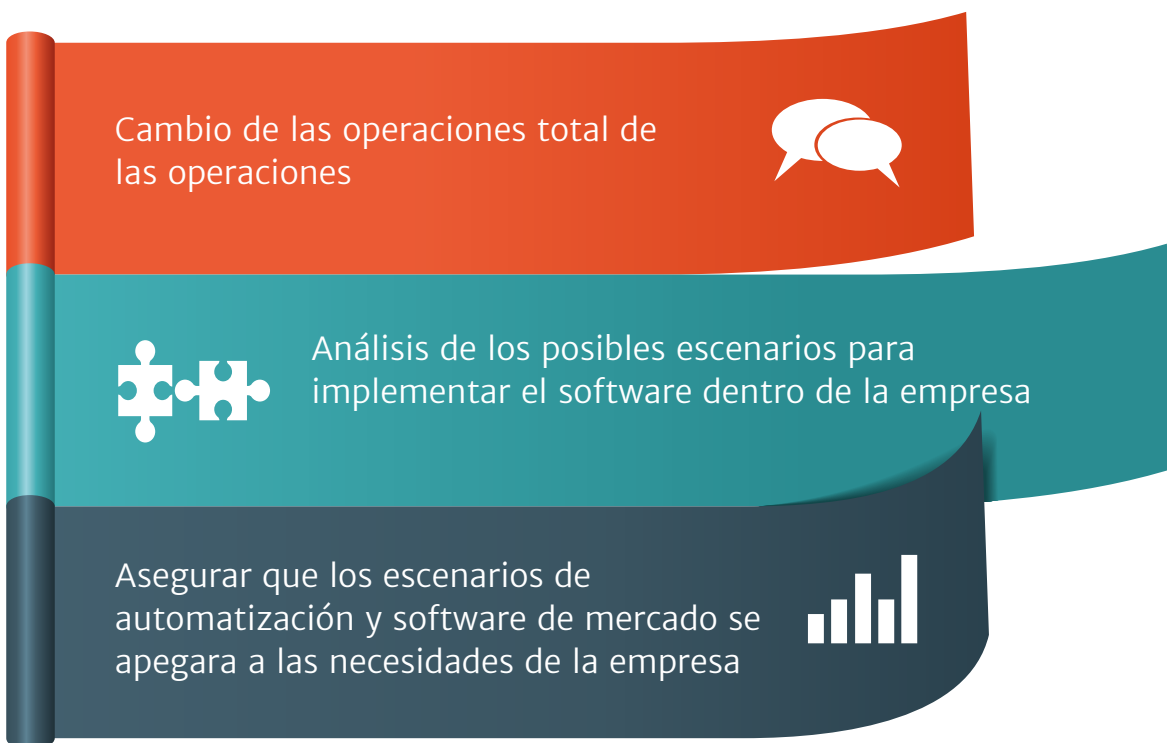 Cambio de las operaciones total de
las operaciones
Análisis de los posibles escenarios para
implementar el software dentro de la empresa
Asegurar que los escenarios de
automatización y software de mercado se
apegara a las necesidades de la empresa